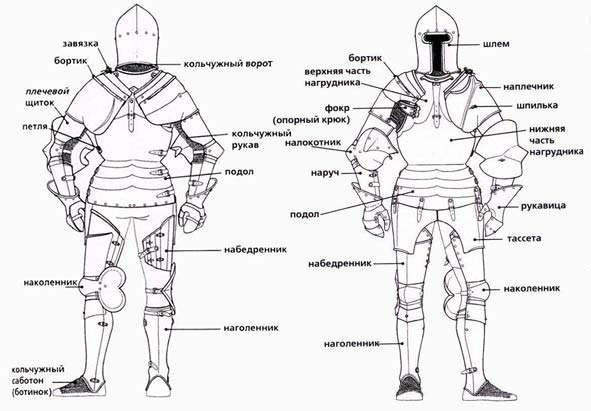 завязка
бортик
плечевой
щиток
петля
кольчужный ворот
кольчужный
рукав
подол
набедренник
наколенник
наголенник
кольчужный
саботон
(ботинок)
бортик
верхняя часть
нагрудника
фокр
(опорный крюк)
налокотник
наруч
подол
набедренник
наголенник
шлем
наплечник
шпилька
нижняя
часть
нагрудника
рукавица
тассета
наколенник